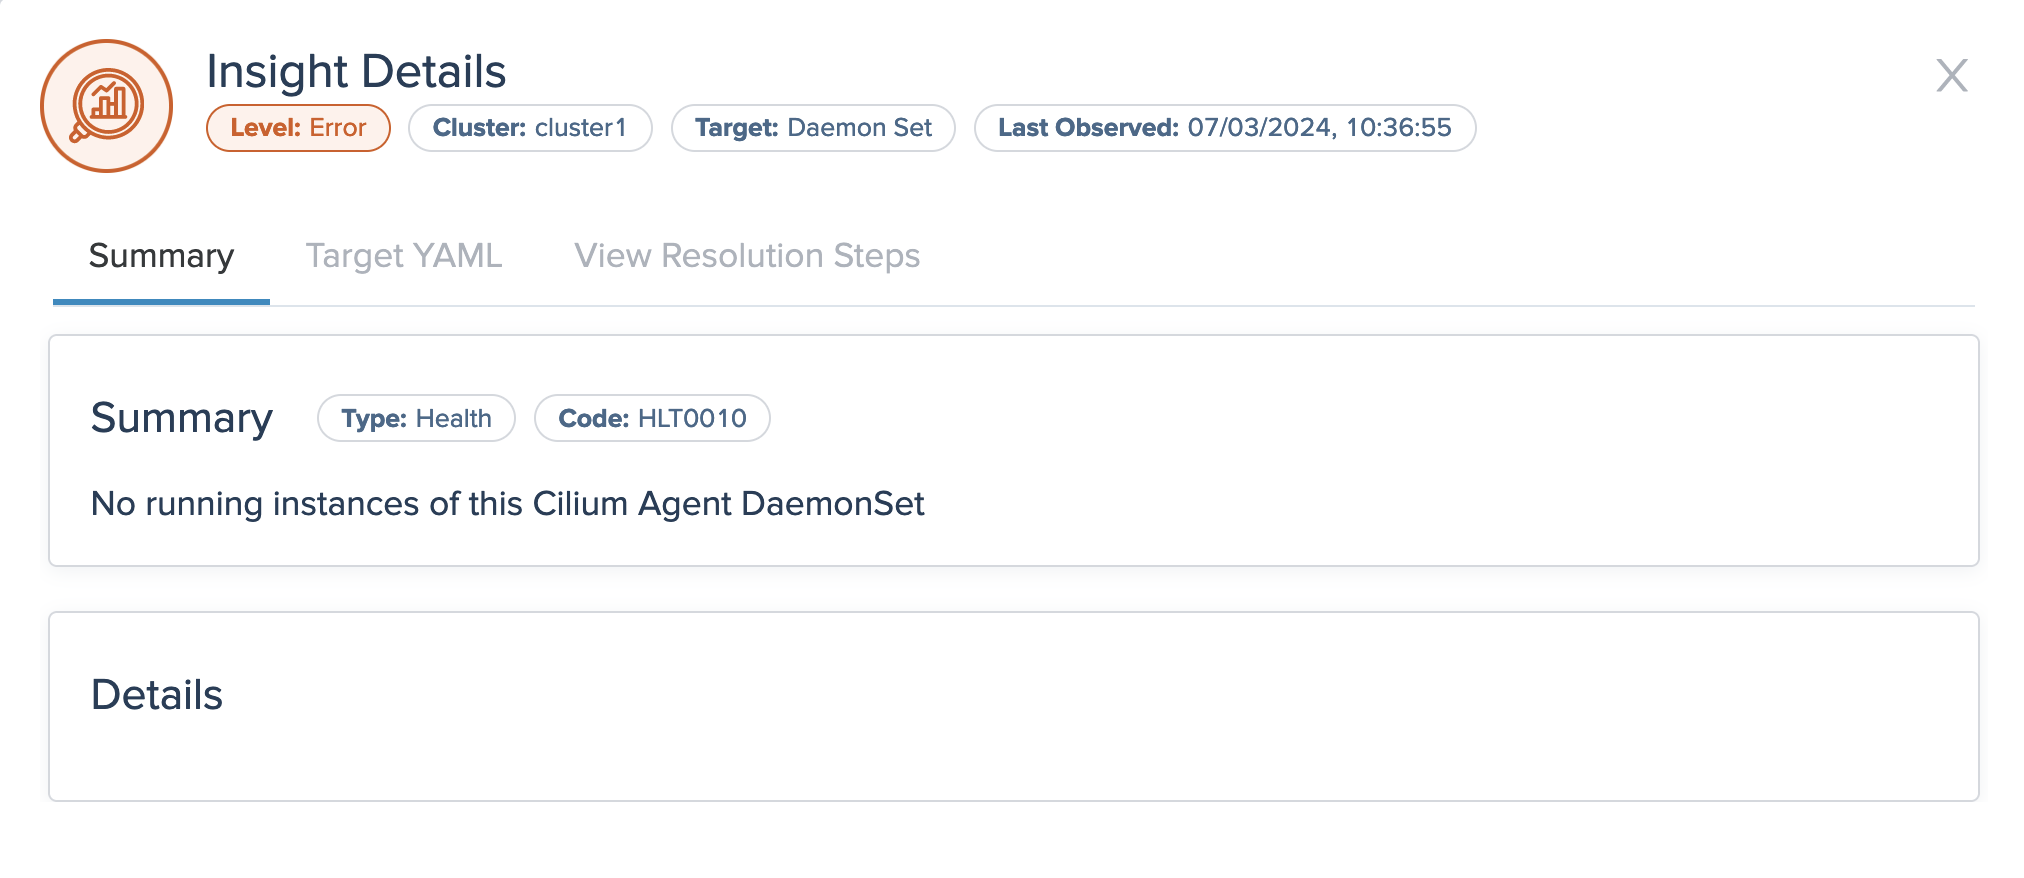 Insight Details
X
Level: Error Cluster: cluster1 Target: Daemon Set Last Observed: 07/03/2024, 10:36:55
Summary Target YAML View Resolution Steps
Summary Type: Health Code: HLT0010
No running instances of this Cilium Agent DaemonSet
Details